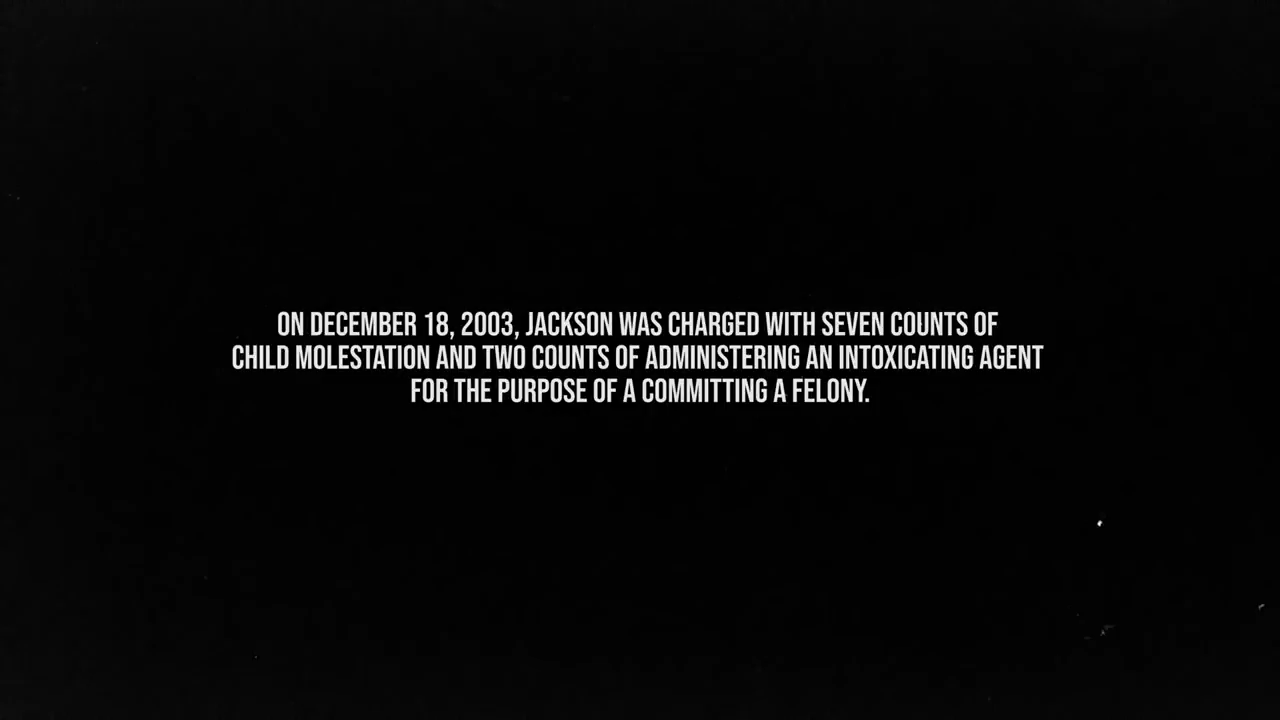 ON DECEMBER 18, 2003, JACKSON WAS CHARGED WITH SEVEN COUNTS OF
CHILD MOLESTATION AND TWO COUNTS OF ADMINISTERING AN INTOXICATING AGENT
FOR THE PURPOSE OF A COMMITTING A FELONY.